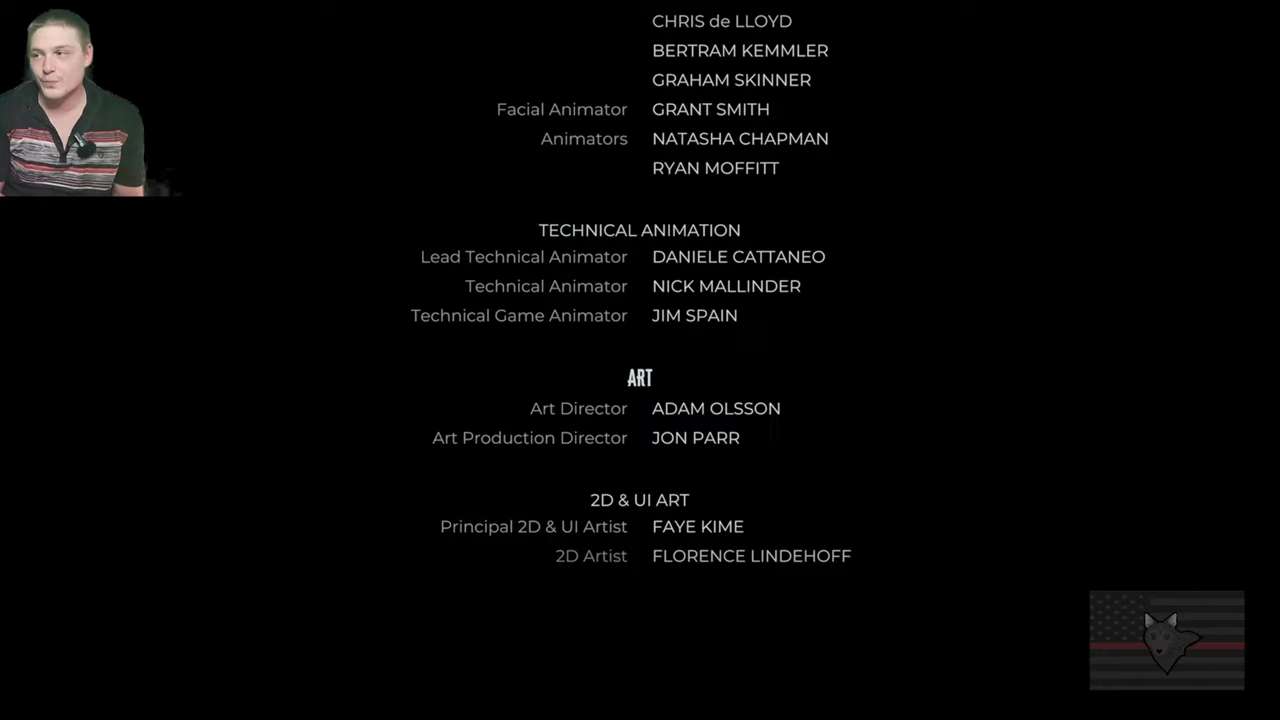 CHRIS de LLOYD
BERTRAM KEMMLER
GRAHAM SKINNER
Facial Animator GRANT SMITH
Animators NATASHA CHAPMAN
RYAN MOFFITT
TECHNICAL ANIMATION
Lead Technical Animator DANIELE CATTANEO
Technical Animator NICK MALLINDER
Technical Game Animator JIM SPAIN
ART
Art Director ADAM OLSSON
Art Production Director JON PARR
2D & UI ART
Principal 2D & UI Artist FAYE KIME
2D Artist FLORENCE LINDEHOFF